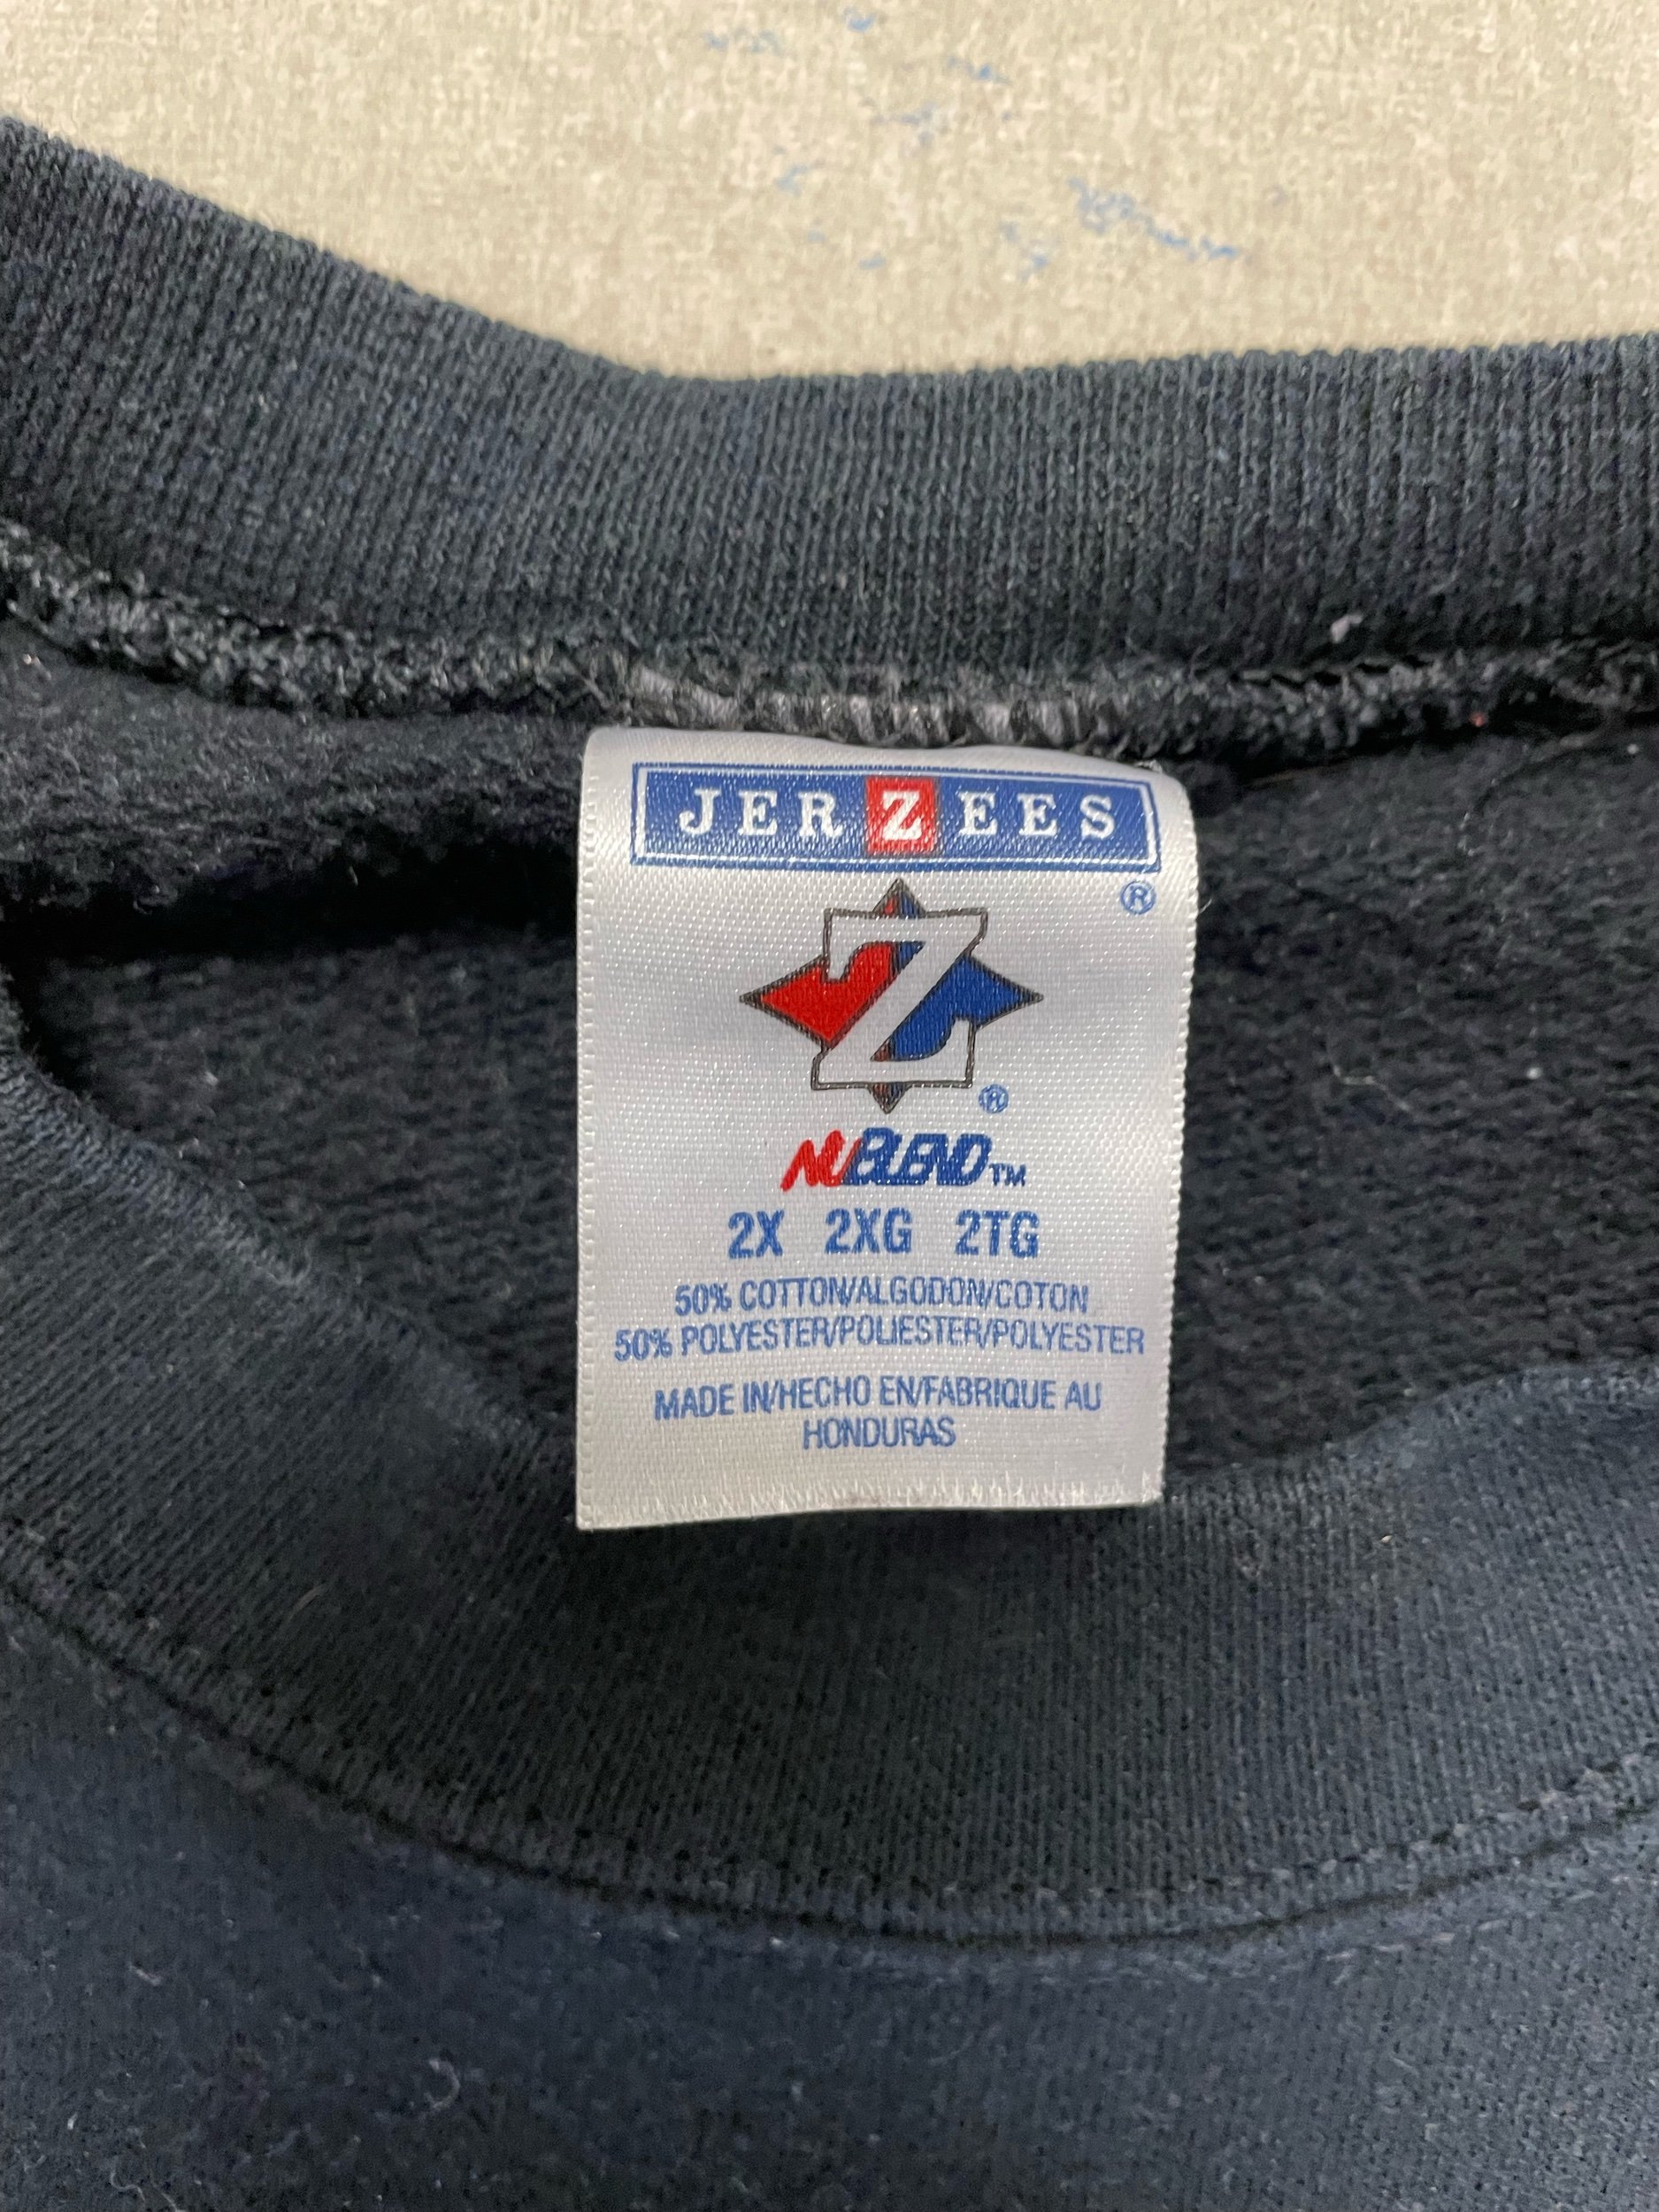 JERZEES
®
Z
®
NUBLEND™
2X 2XG 2TG
50% COTTON/ALGODON/COTON
50% POLYESTER/POLIESTER/POLYESTER
MADE IN/HECHO EN/FABRIQUE AU
HONDURAS